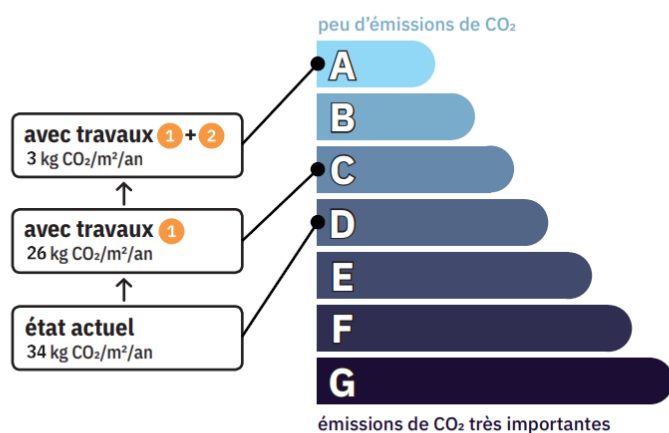 peu d'émissions de CO₂
A
B
avec travaux 1 + 2
3 kg CO₂/m²/an
C
avec travaux 1
26 kg CO₂/m²/an
D
E
état actuel
34 kg CO₂/m²/an
F
G
émissions de CO₂ très importantes